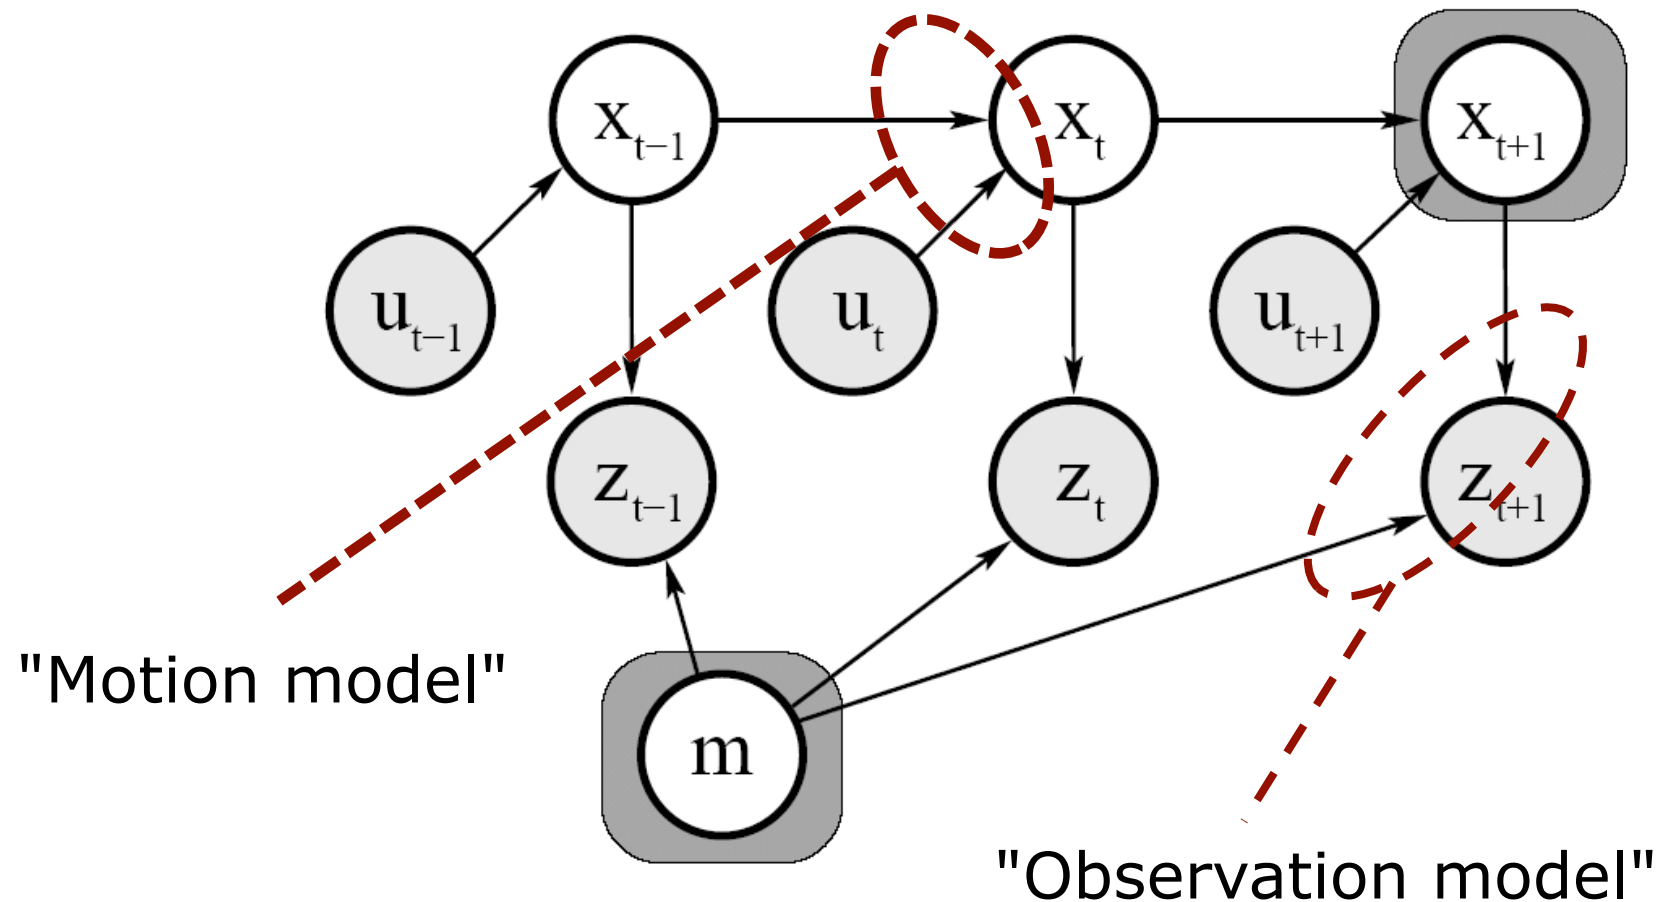 x_{t−1} x_t x_{t+1}
u_{t−1} u_t u_{t+1}
z_{t−1} z_t z_{t+1}
"Motion model"
m
"Observation model"